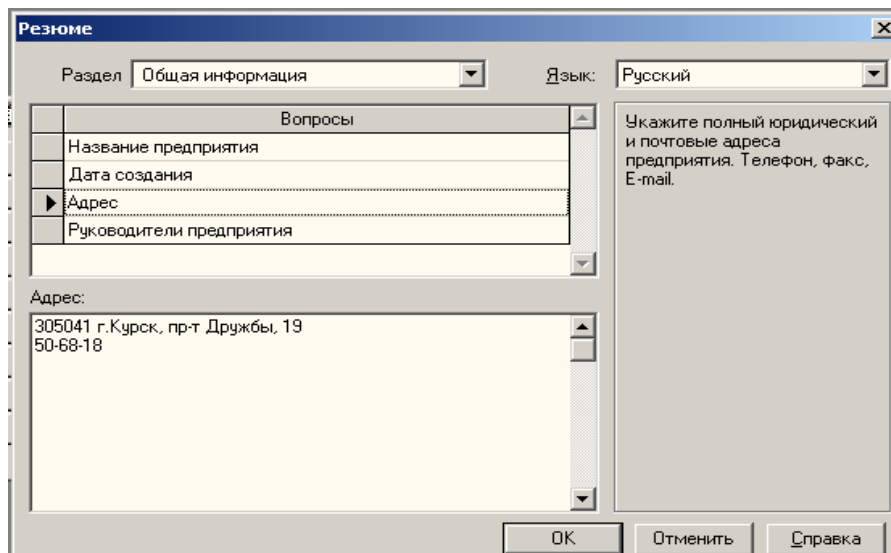 Резюме
Раздел Общая информация Язык: Русский
Вопросы
Название предприятия
Дата создания
Адрес
Руководители предприятия
Укажите полный юридический
и почтовые адреса
предприятия. Телефон, факс,
E-mail.
Адрес:
305041 г.Курск, пр-т Дружбы, 19
50-68-18
OK Отменить Справка